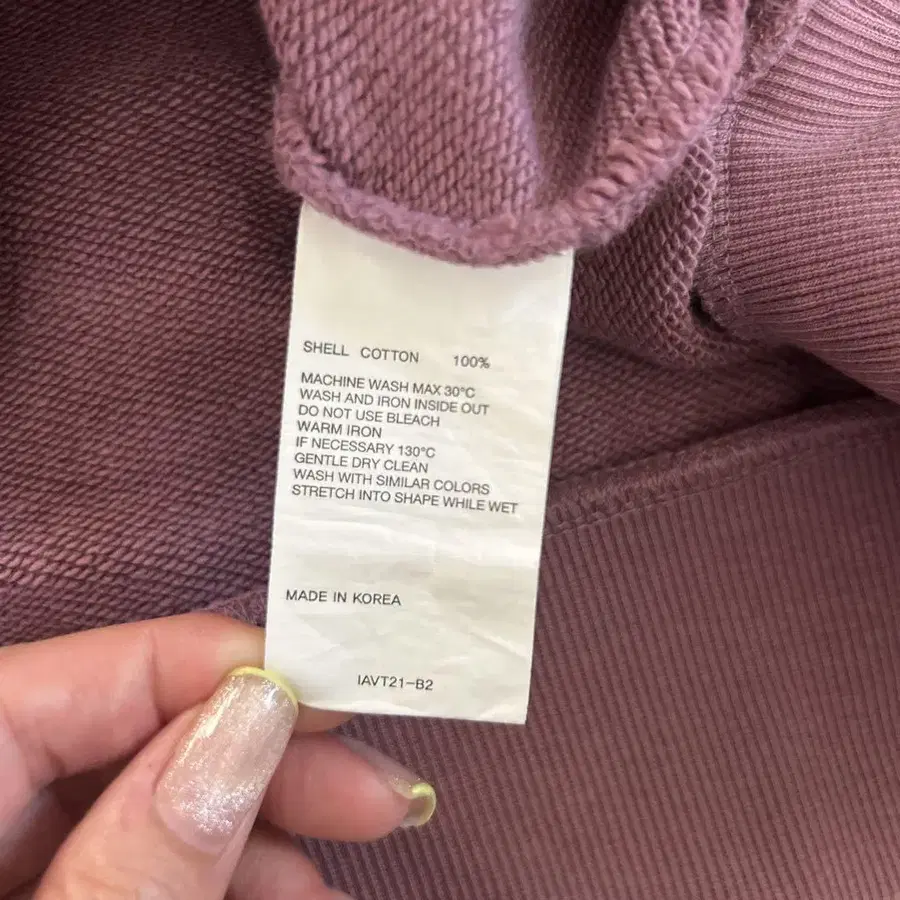 SHELL COTTON 100%
MACHINE WASH MAX 30°C
WASH AND IRON INSIDE OUT
DO NOT USE BLEACH
WARM IRON
IF NECESSARY 130°C
GENTLE DRY CLEAN
WASH WITH SIMILAR COLORS
STRETCH INTO SHAPE WHILE WET
MADE IN KOREA
IAVT21-B2